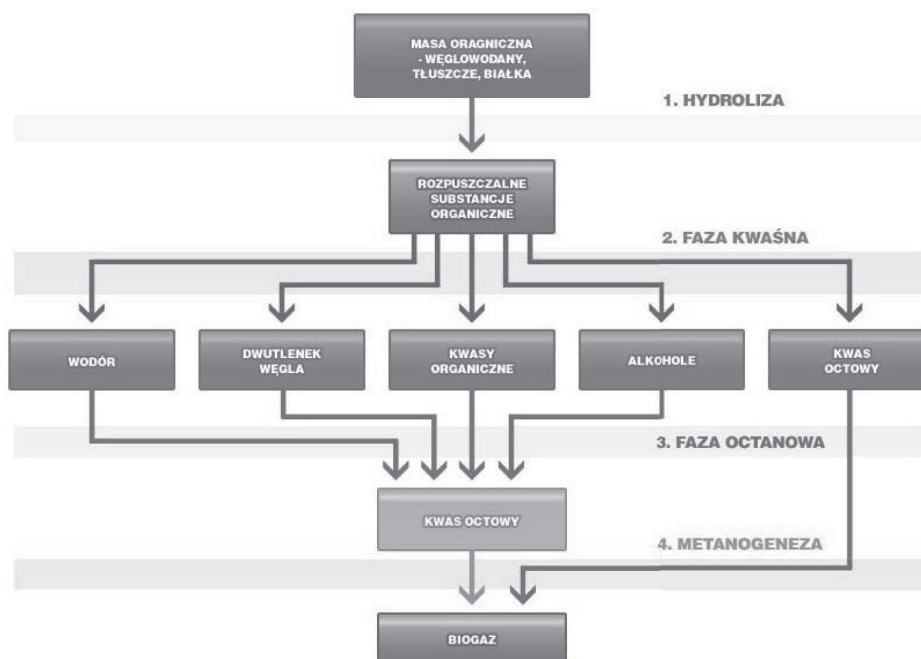 MASA ORAGNICZNA
- WĘGLOWODANY,
TŁUSZCZE, BIAŁKA
1. HYDROLIZA
ROZPUSZCZALNE
SUBSTANCJE
ORGANICZNE
2. FAZA KWAŚNA
WODÓR
DWUTLENEK
WĘGLA
KWASY
ORGANICZNE
ALKOHOLE
KWAS
OCTOWY
3. FAZA OCTANOWA
KWAS OCTOWY
4. METANOGENEZA
BIOGAZ